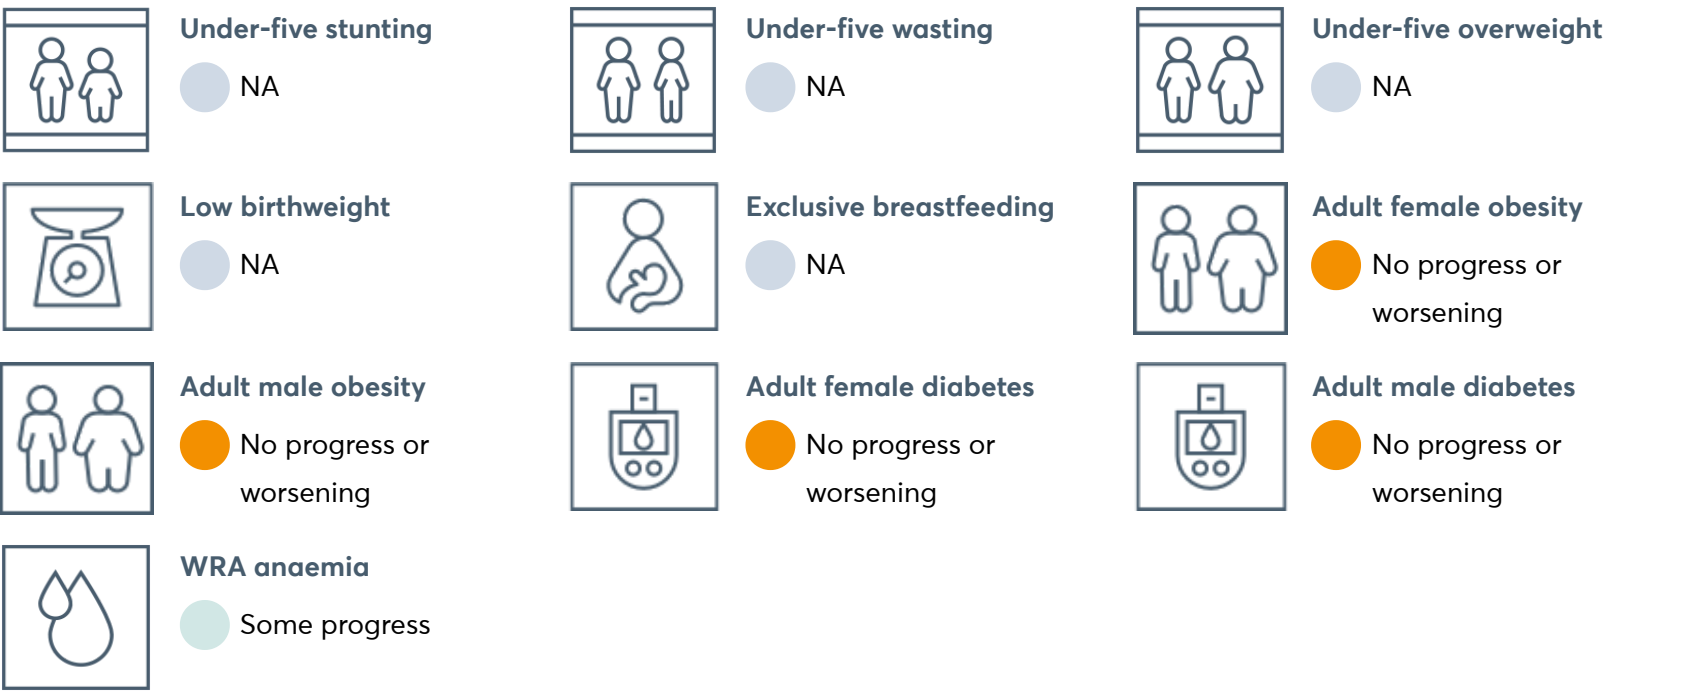 Under-five stunting
NA
Under-five wasting
NA
Under-five overweight
NA
Low birthweight
NA
Exclusive breastfeeding
NA
Adult female obesity
No progress or
worsening
Adult male obesity
No progress or
worsening
Adult female diabetes
No progress or
worsening
Adult male diabetes
No progress or
worsening
WRA anaemia
Some progress